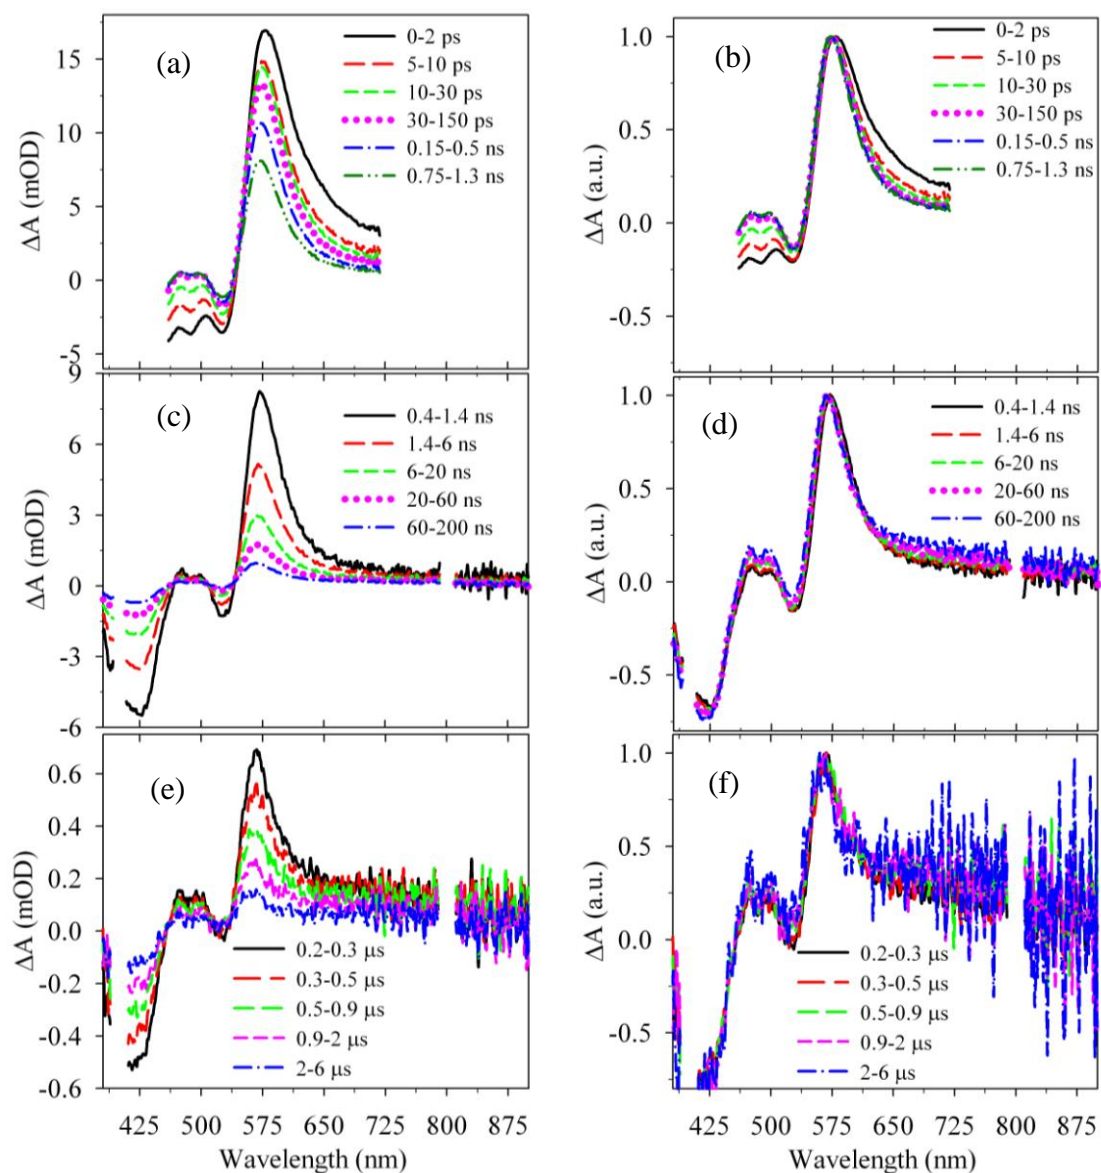 (a)
0-2 ps
5-10 ps
10-30 ps
30-150 ps
0.15-0.5 ns
0.75-1.3 ns
ΔA (mOD)
15
10
5
0
-5
(b)
0-2 ps
5-10 ps
10-30 ps
30-150 ps
0.15-0.5 ns
0.75-1.3 ns
ΔA (a.u.)
1.0
0.5
0.0
-0.5
(c)
0.4-1.4 ns
1.4-6 ns
6-20 ns
20-60 ns
60-200 ns
ΔA (mOD)
9
6
3
0
-3
-6
(d)
0.4-1.4 ns
1.4-6 ns
6-20 ns
20-60 ns
60-200 ns
ΔA (a.u.)
1.0
0.5
0.0
-0.5
(e)
0.2-0.3 µs
0.3-0.5 µs
0.5-0.9 µs
0.9-2 µs
2-6 µs
ΔA (mOD)
0.6
0.4
0.2
0.0
-0.2
-0.4
-0.6
425 500 575 650 725 800 875
Wavelength (nm)
(f)
0.2-0.3 µs
0.3-0.5 µs
0.5-0.9 µs
0.9-2 µs
2-6 µs
ΔA (a.u.)
1.0
0.5
0.0
-0.5
425 500 575 650 725 800 875
Wavelength (nm)